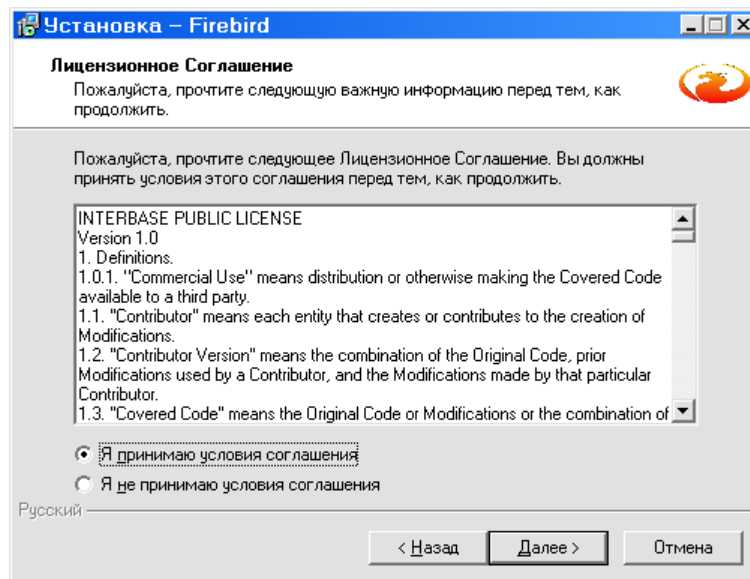 Установка – Firebird
Лицензионное Соглашение
Пожалуйста, прочтите следующую важную информацию перед тем, как
продолжить.
Пожалуйста, прочтите следующее Лицензионное Соглашение. Вы должны
принять условия этого соглашения перед тем, как продолжить.
INTERBASE PUBLIC LICENSE
Version 1.0
1. Definitions.
1.0.1. "Commercial Use" means distribution or otherwise making the Covered Code
available to a third party.
1.1. "Contributor" means each entity that creates or contributes to the creation of
Modifications.
1.2. "Contributor Version" means the combination of the Original Code, prior
Modifications used by a Contributor, and the Modifications made by that particular
Contributor.
1.3. "Covered Code" means the Original Code or Modifications or the combination of
Я принимаю условия соглашения
Я не принимаю условия соглашения
Русский
< Назад
Далее >
Отмена